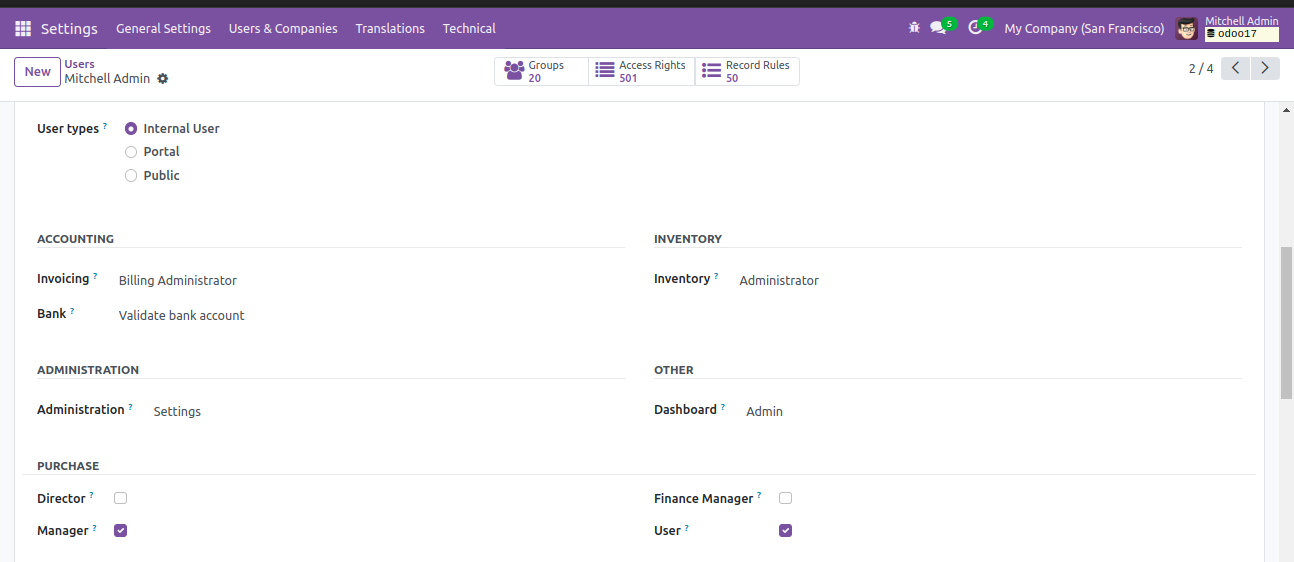 Settings General Settings Users & Companies Translations Technical 5 4 My Company (San Francisco) Mitchell Admin
odoo17
New Users
Mitchell Admin
Groups 20 Access Rights 501 Record Rules 50
2 / 4
User types ? Internal User
Portal
Public
ACCOUNTING
Invoicing ? Billing Administrator
Bank ? Validate bank account
INVENTORY
Inventory ? Administrator
ADMINISTRATION
Administration ? Settings
OTHER
Dashboard ? Admin
PURCHASE
Director ?
Finance Manager ?
Manager ?
User ?